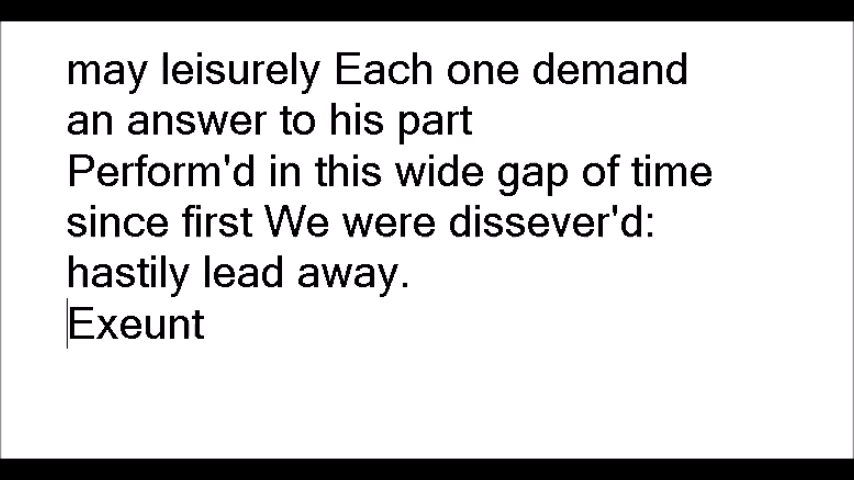 may leisurely Each one demand
an answer to his part
Perform'd in this wide gap of time
since first We were dissever'd:
hastily lead away.
Exeunt